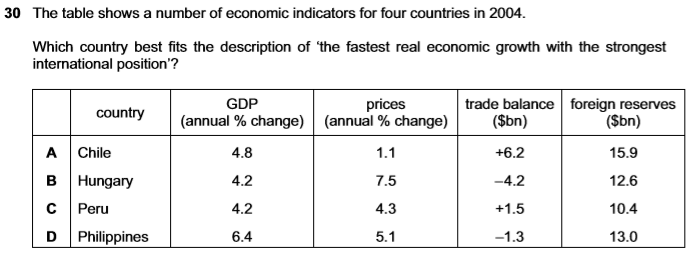 30 The table shows a number of economic indicators for four countries in 2004.
Which country best fits the description of ‘the fastest real economic growth with the strongest
international position’?
country GDP (annual % change) prices (annual % change) trade balance ($bn) foreign reserves ($bn)
A Chile 4.8 1.1 +6.2 15.9
B Hungary 4.2 7.5 –4.2 12.6
C Peru 4.2 4.3 +1.5 10.4
D Philippines 6.4 5.1 –1.3 13.0